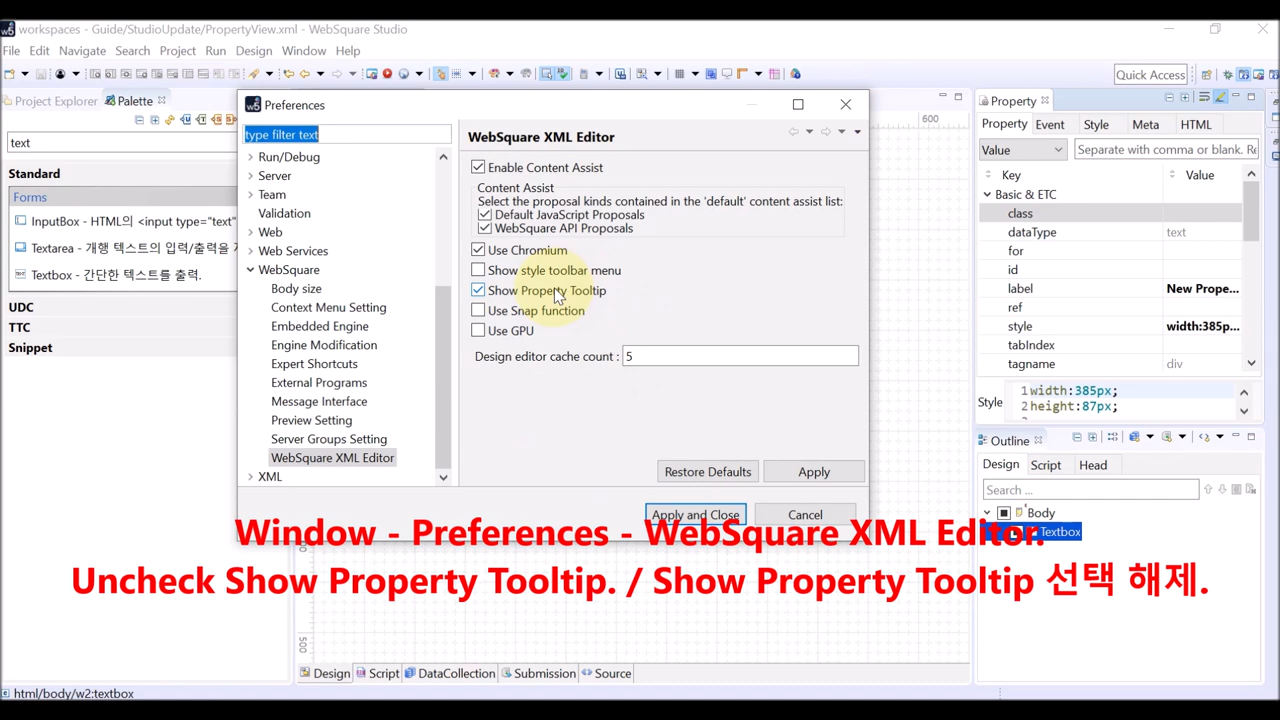 workspaces - Guide/StudioUpdate/PropertyView.xml - WebSquare Studio
File Edit Navigate Search Project Run Design Window Help
Quick Access
Project Explorer Palette
text
Standard
Forms
InputBox - HTML의 <input type="text"
Textarea - 개행 텍스트의 입력/출력을
Textbox - 간단한 텍스트를 출력.
UDC
TTC
Snippet
Preferences
type filter text
Run/Debug
Server
Team
Validation
Web
Web Services
WebSquare
Body size
Context Menu Setting
Embedded Engine
Engine Modification
Expert Shortcuts
External Programs
Message Interface
Preview Setting
Server Groups Setting
WebSquare XML Editor
XML
WebSquare XML Editor
Enable Content Assist
Content Assist
Select the proposal kinds contained in the 'default' content assist list:
Default JavaScript Proposals
WebSquare API Proposals
Use Chromium
Show style toolbar menu
Show Property Tooltip
Use Snap function
Use GPU
Design editor cache count : 5
Restore Defaults Apply
Apply and Close Cancel
600
500
Property
Property Event Style Meta HTML
Value Separate with comma or blank. Re
Key Value
Basic & ETC
class
dataType text
for
id
label New Prope...
ref
style width:385p...
tabIndex
tagname div
Style
1 width:385px;
2 height:87px;
Outline
Design Script Head
Search ...
Body
Textbox
Window - Preferences - WebSquare XML Editor.
Uncheck Show Property Tooltip. / Show Property Tooltip 선택 해제.
Design Script DataCollection Submission Source
html/body/w2:textbox